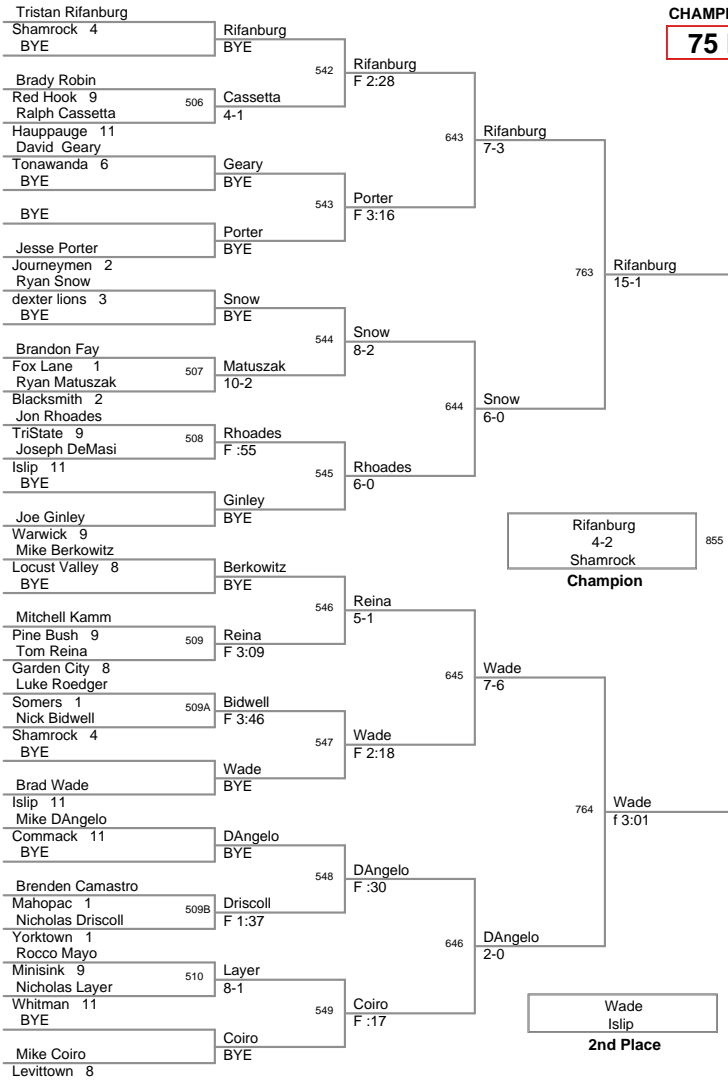 CHAMPI
75
Tristan Rifanburg
Shamrock 4
BYE
Brady Robin
Red Hook 9
Ralph Cassetta
Hauppauge 11
David Geary
Tonawanda 6
BYE
BYE
Jesse Porter
Journeymen 2
Ryan Snow
dexter lions 3
BYE
Brandon Fay
Fox Lane 1
Ryan Matuszak
Blacksmith 2
Jon Rhoades
TriState 9
Joseph DeMasi
Islip 11
BYE
Joe Ginley
Warwick 9
Mike Berkowitz
Locust Valley 8
BYE
Mitchell Kamm
Pine Bush 9
Tom Reina
Garden City 8
Luke Roedger
Somers 1
Nick Bidwell
Shamrock 4
BYE
Brad Wade
Islip 11
Mike DAngelo
Commack 11
BYE
Brenden Camastro
Mahopac 1
Nicholas Driscoll
Yorktown 1
Rocco Mayo
Minisink 9
Nicholas Layer
Whitman 11
BYE
Mike Coiro
Levittown 8
506
507
508
509
509A
509B
510
Rifanburg
BYE
Cassetta
4-1
Geary
BYE
Porter
BYE
Snow
BYE
Matuszak
10-2
Rhoades
F :55
Ginley
BYE
Berkowitz
BYE
Reina
F 3:09
Bidwell
F 3:46
Wade
BYE
DAngelo
BYE
Driscoll
F 1:37
Layer
8-1
Coiro
BYE
542
543
544
545
546
547
548
549
Rifanburg
F 2:28
Porter
F 3:16
Snow
8-2
Rhoades
6-0
Reina
5-1
Wade
F 2:18
DAngelo
F :30
Coiro
F :17
643
644
645
646
Rifanburg
7-3
Snow
6-0
Wade
7-6
DAngelo
2-0
763
764
Rifanburg
15-1
Wade
f 3:01
Rifanburg
4-2
Shamrock
855
Champion
Wade
Islip
2nd Place